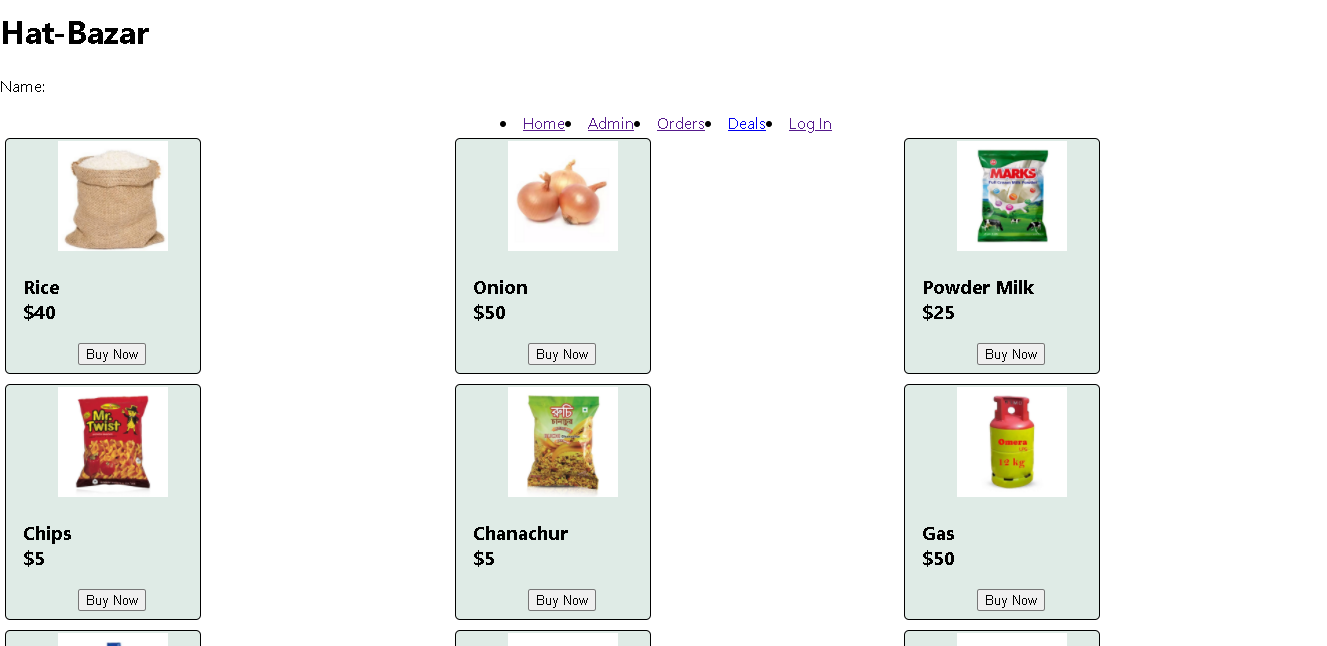 Hat-Bazar
Name:
Home Admin Orders Deals Log In
MARKS
Full Cream Milk Powder
Rice
$40
Buy Now
Onion
$50
Buy Now
Powder Milk
$25
Buy Now
Mr.
Twist
রুচি
চানাচুর
Omera
LPG
12 kg
Chips
$5
Buy Now
Chanachur
$5
Buy Now
Gas
$50
Buy Now